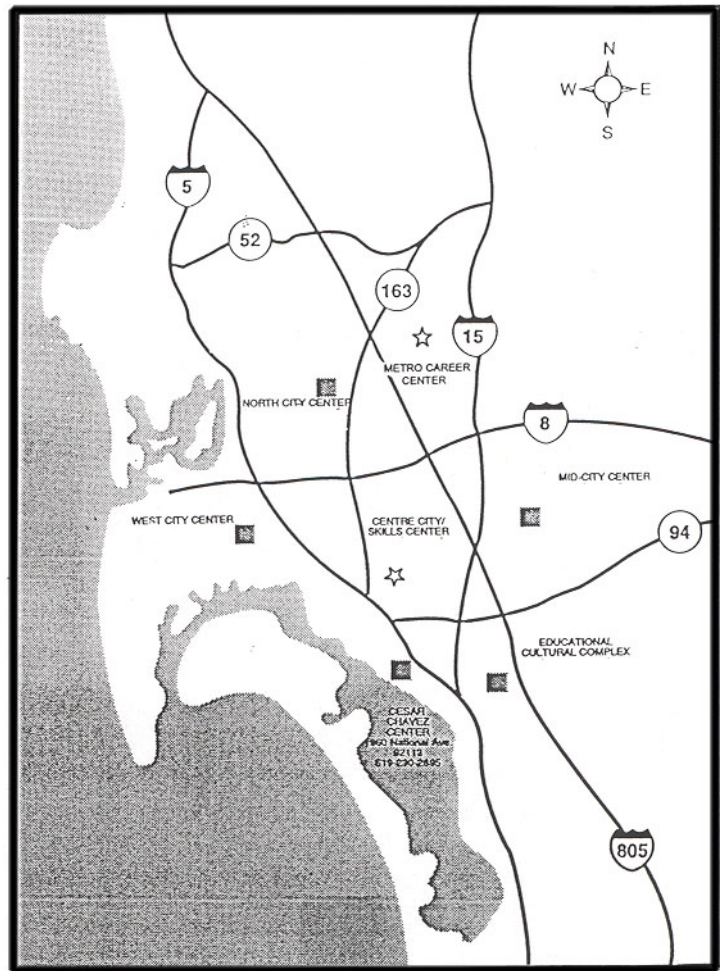 N
W E
S
5
52
163
15
METRO CAREER
CENTER
NORTH CITY CENTER
8
MID-CITY CENTER
WEST CITY CENTER
CENTRE CITY/
SKILLS CENTER
94
EDUCATIONAL
CULTURAL COMPLEX
CESAR
CHAVEZ
CENTER
National Ave.
805